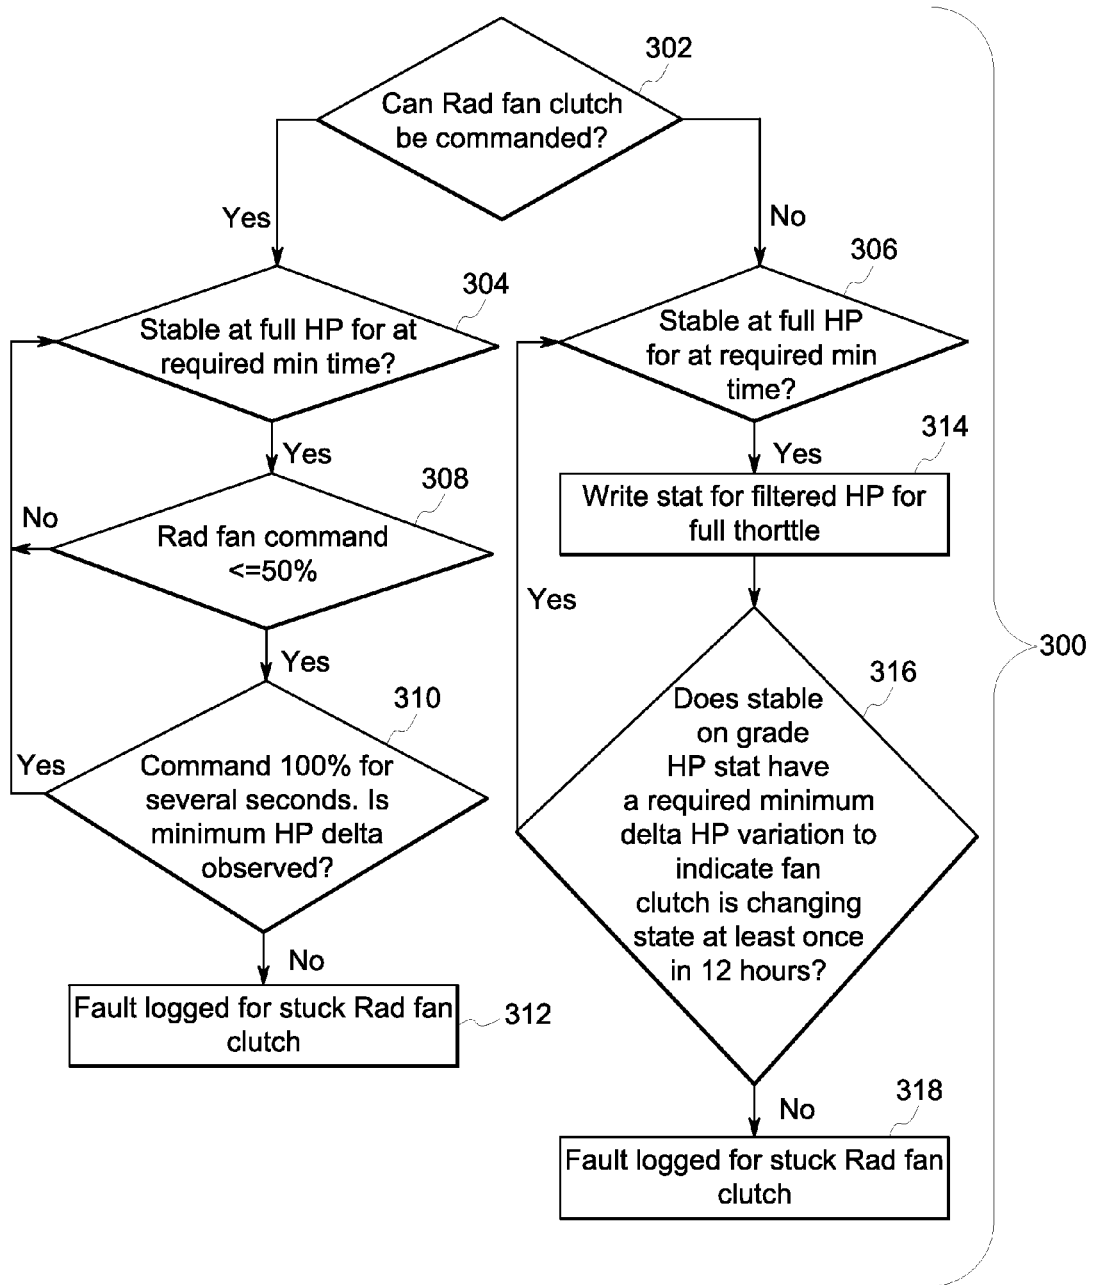 302
Can Rad fan clutch
be commanded?
Yes
No
304
Stable at full HP for at
required min time?
306
Stable at full HP
for at required min
time?
Yes
308
Rad fan command
<=50%
No
Yes
310
Command 100% for
several seconds. Is
minimum HP delta
observed?
Yes
No
Fault logged for stuck Rad fan
clutch
312
Yes
314
Write stat for filtered HP for
full thorttle
Yes
316
Does stable
on grade
HP stat have
a required minimum
delta HP variation to
indicate fan
clutch is changing
state at least once
in 12 hours?
No
318
Fault logged for stuck Rad fan
clutch
300